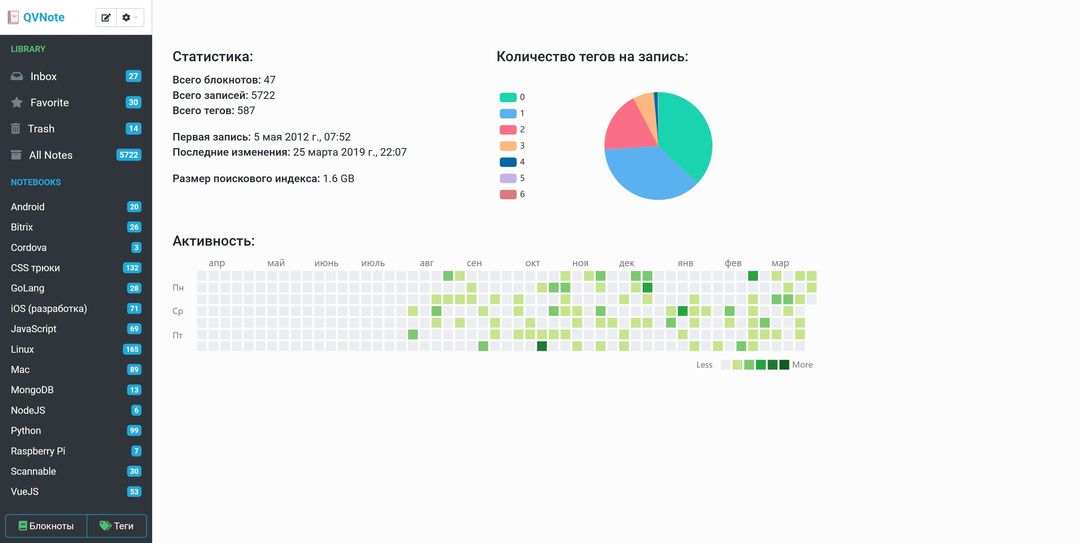 QVNote
LIBRARY
Inbox 27
Favorite 30
Trash 14
All Notes 5722
NOTEBOOKS
Android 20
Bitrix 26
Cordova 3
CSS трюки 132
GoLang 28
iOS (разработка) 71
JavaScript 69
Linux 165
Mac 89
MongoDB 13
NodeJS 6
Python 99
Raspberry Pi 7
Scannable 30
VueJS 53
Блокноты Теги
Статистика:
Всего блокнотов: 47
Всего записей: 5722
Всего тегов: 587
Первая запись: 5 мая 2012 г., 07:52
Последние изменения: 25 марта 2019 г., 22:07
Размер поискового индекса: 1.6 GB
Количество тегов на запись:
0
1
2
3
4
5
6
Активность:
апр май июнь июль авг сен окт ноя дек янв фев мар
Пн
Ср
Пт
Less More